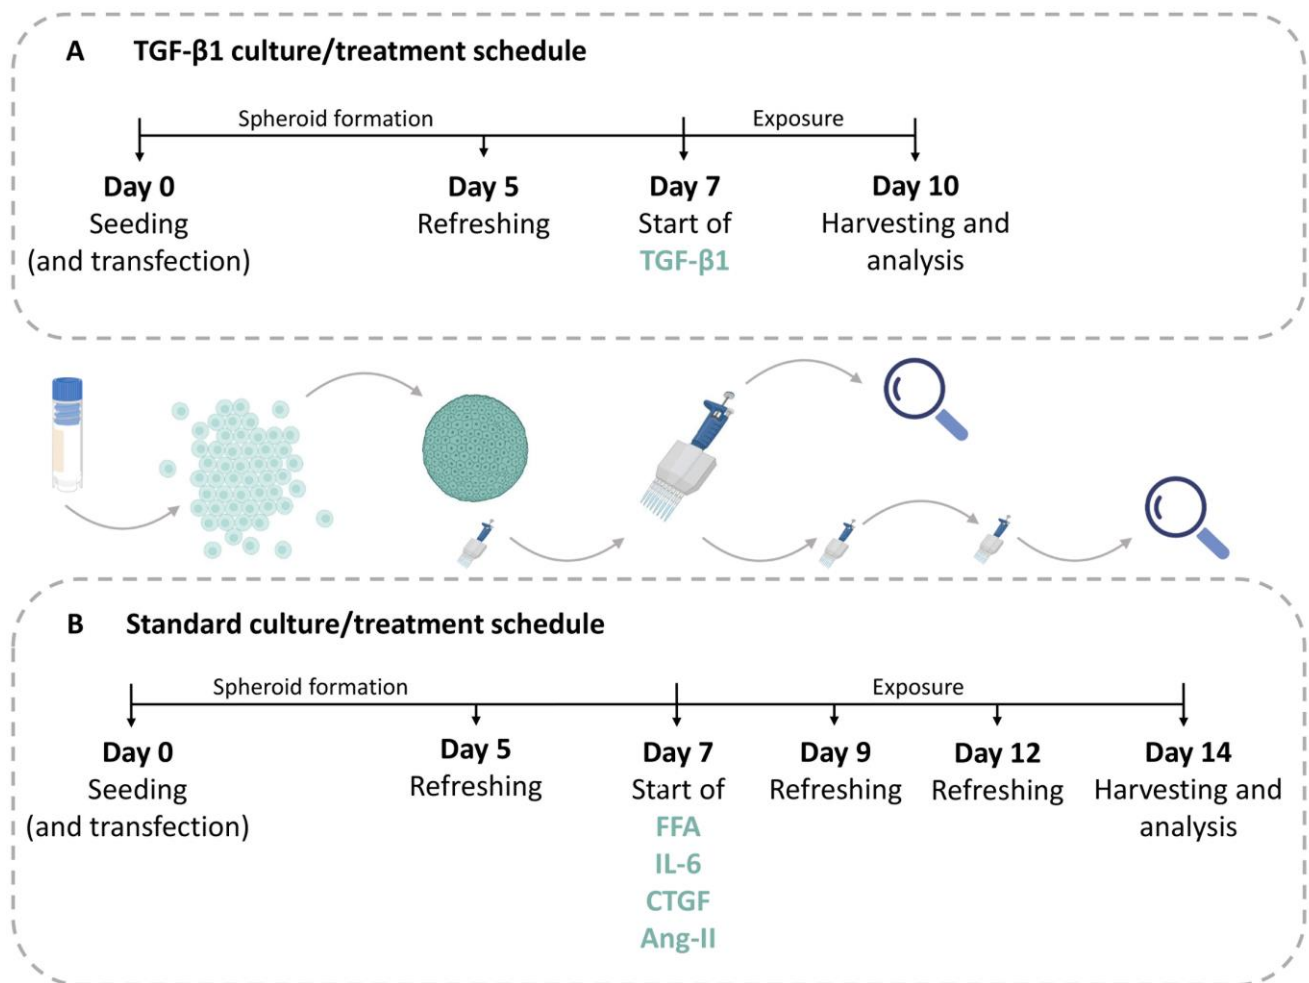 A TGF-β1 culture/treatment schedule
Spheroid formation
Exposure
Day 0
Seeding
(and transfection)
Day 5
Refreshing
Day 7
Start of
TGF-β1
Day 10
Harvesting and
analysis
B Standard culture/treatment schedule
Spheroid formation
Exposure
Day 0
Seeding
(and transfection)
Day 5
Refreshing
Day 7
Start of
FFA
IL-6
CTGF
Ang-II
Day 9
Refreshing
Day 12
Refreshing
Day 14
Harvesting and
analysis